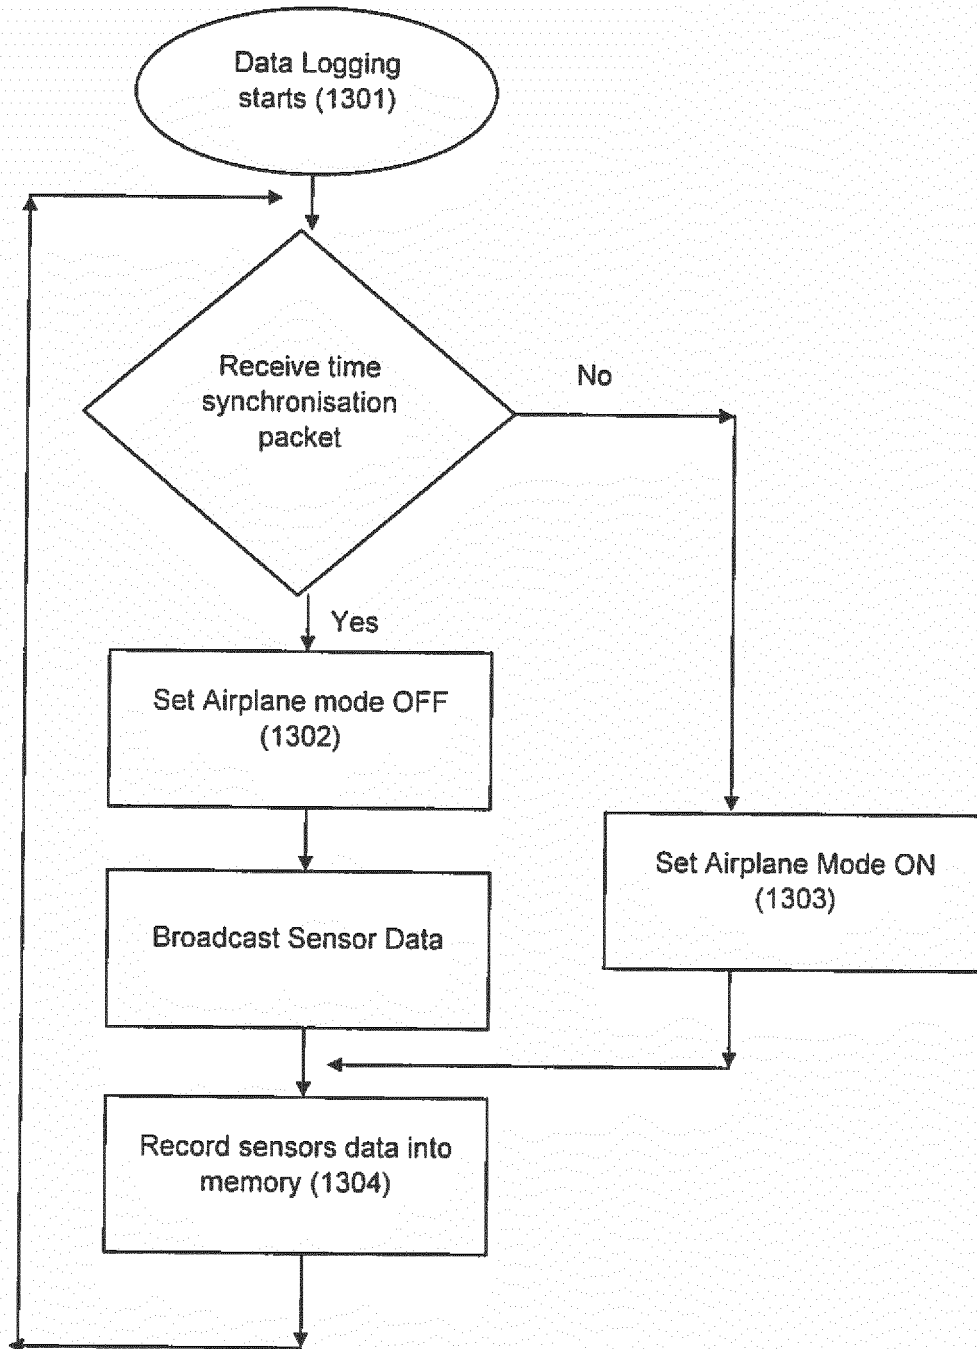 Data Logging
starts (1301)
Receive time
synchronisation
packet
No
Yes
Set Airplane mode OFF
(1302)
Set Airplane Mode ON
(1303)
Broadcast Sensor Data
Record sensors data into
memory (1304)